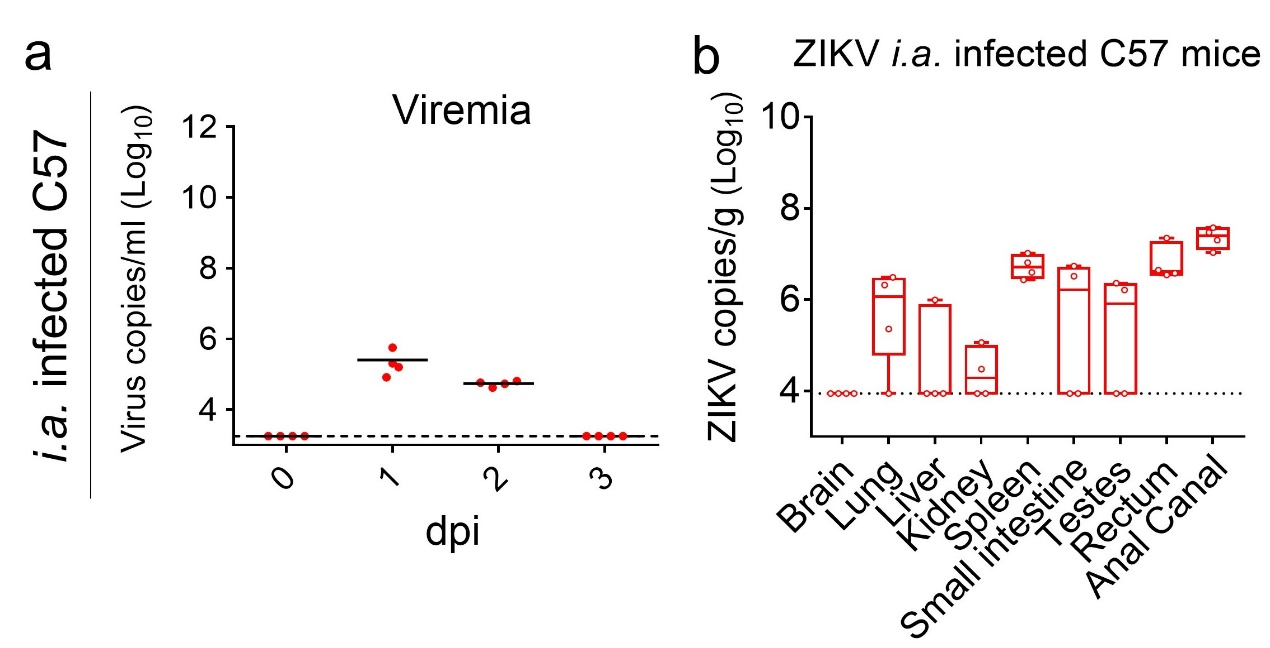 a
i.a. infected C57
Viremia
Virus copies/ml (Log10)
12
10
8
6
4
0
1
2
3
dpi
b
ZIKV i.a. infected C57 mice
ZIKV copies/g (Log10)
10
8
6
4
Brain
Lung
Liver
Kidney
Spleen
Small intestine
Testes
Rectum
Anal Canal